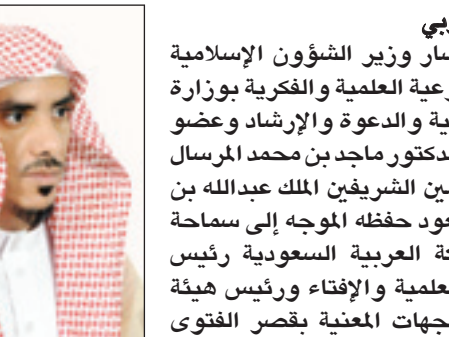 ربي
سار وزير الشؤون الإسلامية
رعية العلمية والفكرية بوزارة
ية والدعوة والإرشاد وعضو
دكتور ماجد بن محمد المرسال
ين الشريفين الملك عبدالله بن
عود حفظه الموجه إلى سماحة
كة العربية السعودية رئيس
علمية والإفتاء ورئيس هيئة
جهات المعنية بقصر الفتوى